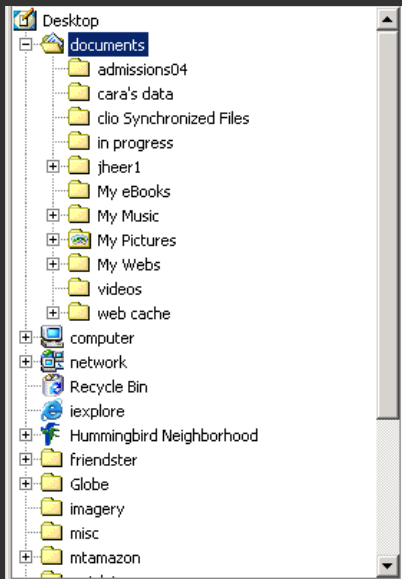 Desktop
documents
admissions04
cara's data
clio Synchronized Files
in progress
jheer1
My eBooks
My Music
My Pictures
My Webs
videos
web cache
computer
network
Recycle Bin
iexplore
Hummingbird Neighborhood
friendster
Globe
imagery
misc
mtamazon